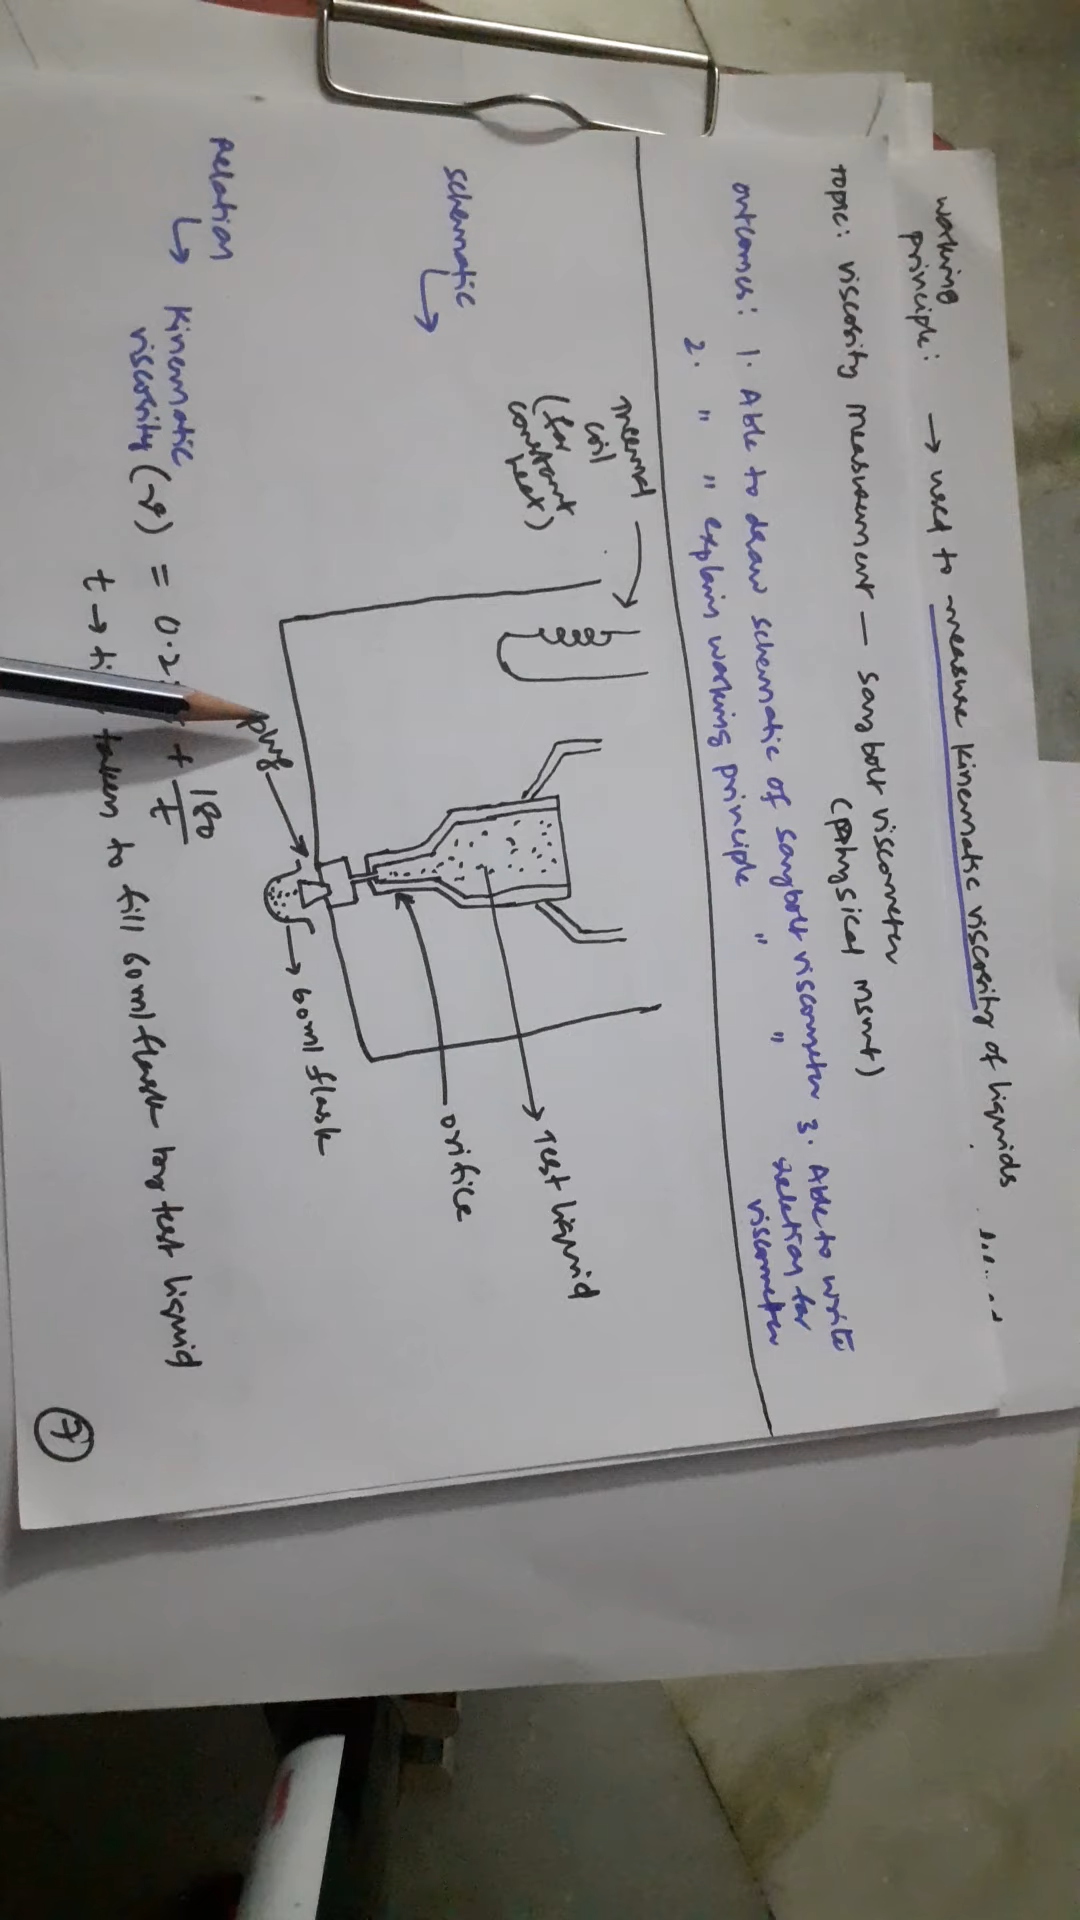 working principle: → used to measure kinematic viscosity of liquids
Topic: viscosity measurement – saybolt viscometer
(physical msmt)
outcomes: 1. Able to draw schematic of saybolt viscometer 3. Able to write
relation for
viscometer
2. " " explain working principle " "
schematic
Thermal
coil
(for
constant
heat)
Test liquid
orifice
60ml flask
plug
Relation
Kinematic
viscosity (ν) = 0.2 t + 180/t
t → taken to fill 60ml flask by test liquid
7